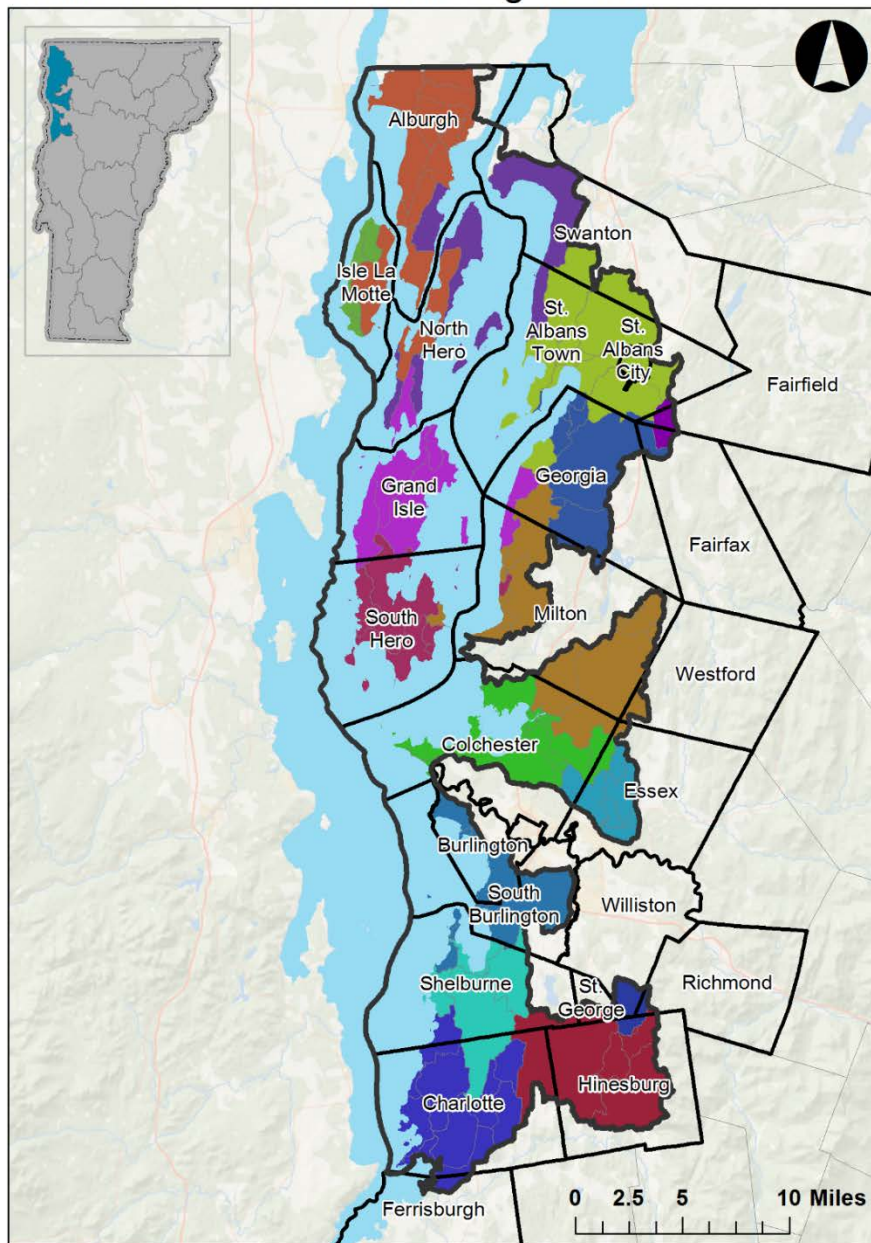 Alburgh
Swanton
Isle La
Motte
North
Hero
St.
Albans
Town
St.
Albans
City
Fairfield
Grand
Isle
Georgia
Fairfax
South
Hero
Milton
Westford
Colchester
Essex
Burlington
South
Burlington
Williston
Shelburne
St.
George
Richmond
Hinesburg
Charlotte
Ferrisburgh
0 2.5 5 10 Miles